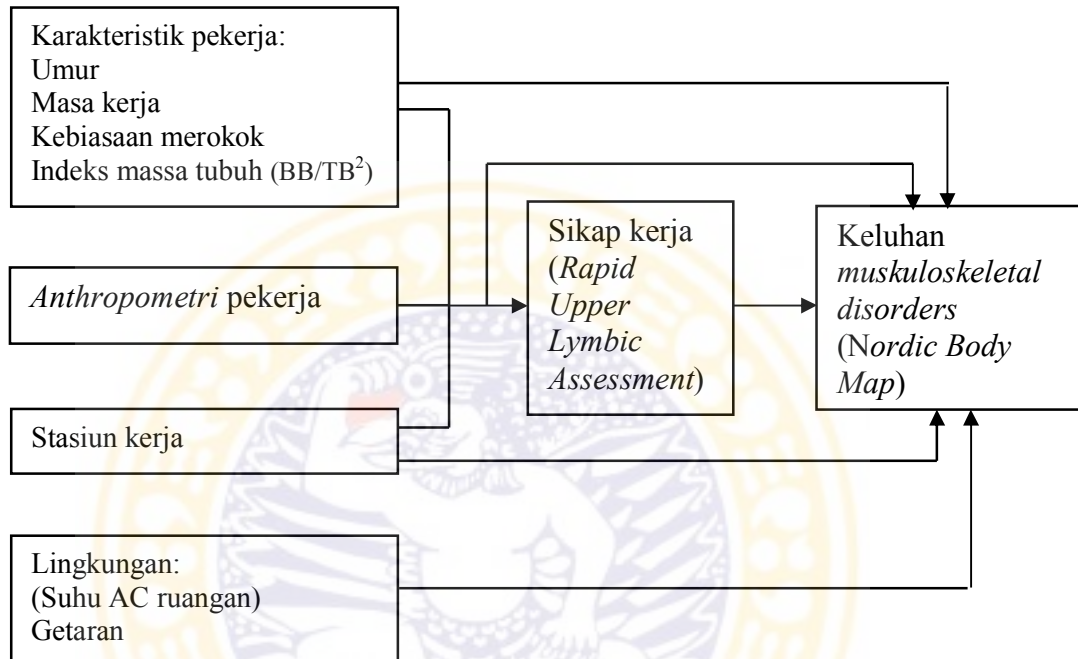 Karakteristik pekerja:
Umur
Masa kerja
Kebiasaan merokok
Indeks massa tubuh (BB/TB²)
Anthropometri pekerja
Stasiun kerja
Lingkungan:
(Suhu AC ruangan)
Getaran
Sikap kerja
(Rapid
Upper
Lymbic
Assessment)
Keluhan
muskuloskeletal
disorders
(Nordic Body
Map)